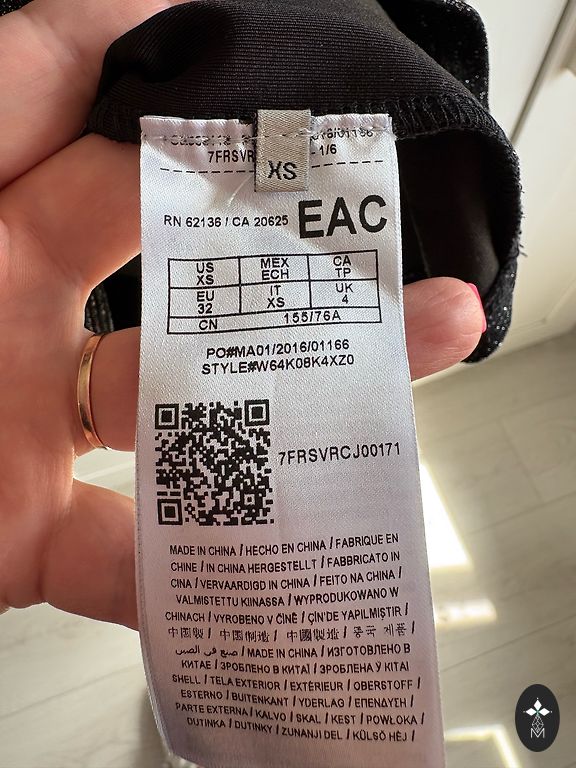 7FRSVR
1/6
XS
RN 62136 / CA 20625 EAC
US XS MEX ECH CA TP
EU 32 IT XS UK 4
CN 155/76A
PO#MA01/2016/01166
STYLE#W64K08K4XZ0
7FRSVRCJ00171
MADE IN CHINA / HECHO EN CHINA / FABRIQUE EN
CHINE / IN CHINA HERGESTELLT / FABBRICATO IN
CINA / VERVAARDIGD IN CHINA / FEITO NA CHINA /
VALMISTETTU KIINASSA / WYPRODUKOWANO W
CHINACH / VYROBENO V ČÍNĚ / ÇİN'DE YAPILMIŞTIR /
中国製 / 中国制造 / 中國製造 / 중국 제품 /
صنع في الصين / MADE IN CHINA / ИЗГОТОВЛЕНО В
КИТАЕ / ЗРОБЛЕНО В КИТАЇ / ЗРОБЛЕНА Ў КІТАІ
SHELL / TELA EXTERIOR / EXTÉRIEUR / OBERSTOFF /
ESTERNO / BUITENKANT / YDERLAG / ΕΠΕΝΔΥΣΗ /
PARTE EXTERNA / KALVO / SKAL / KEST / POWŁOKA /
DUTINKA / DUTINKY / ZUNANJI DEL / KÜLSŐ HÉJ /
M